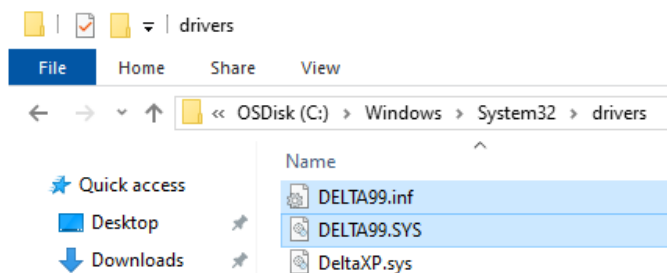 drivers
File Home Share View
« OSDisk (C:) > Windows > System32 > drivers
Name
Quick access
DELTA99.inf
Desktop
DELTA99.SYS
Downloads
DeltaXP.sys